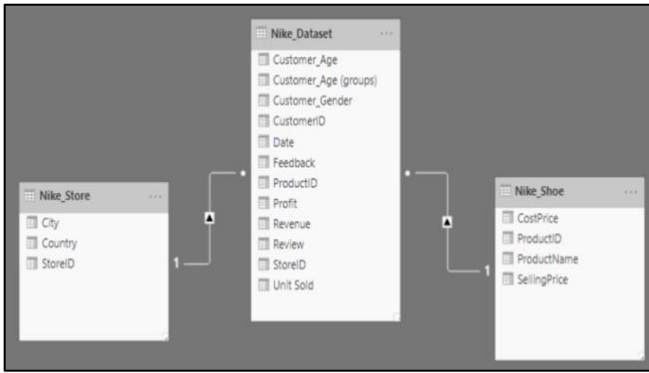 Nike_Dataset
Customer_Age
Customer_Age (groups)
Customer_Gender
CustomerID
Date
Feedback
ProductID
Profit
Revenue
Review
StoreID
Unit Sold
Nike_Store
City
Country
StoreID
1
Nike_Shoe
CostPrice
ProductID
ProductName
SellingPrice
1